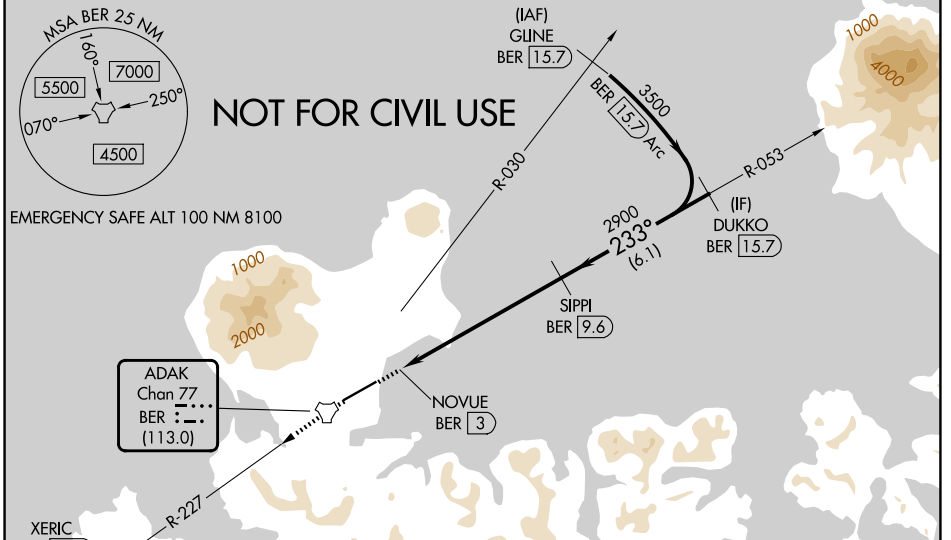 MSA BER 25 NM
160°
5500
7000
250°
070°
4500
EMERGENCY SAFE ALT 100 NM 8100
NOT FOR CIVIL USE
(IAF)
GLINE
BER 15.7
3500
BER 15.7 Arc
R-030
1000
4000
R-053
(IF)
DUKKO
BER 15.7
2900
233°
(6.1)
SIPPI
BER 9.6
1000
2000
ADAK
Chan 77
BER
(113.0)
NOVUE
BER 3
R-227
XERIC